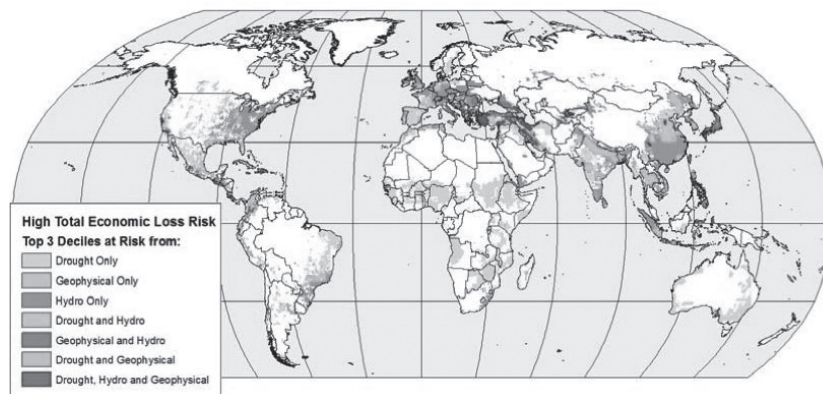 High Total Economic Loss Risk
Top 3 Deciles at Risk from:
Drought Only
Geophysical Only
Hydro Only
Drought and Hydro
Geophysical and Hydro
Drought and Geophysical
Drought, Hydro and Geophysical